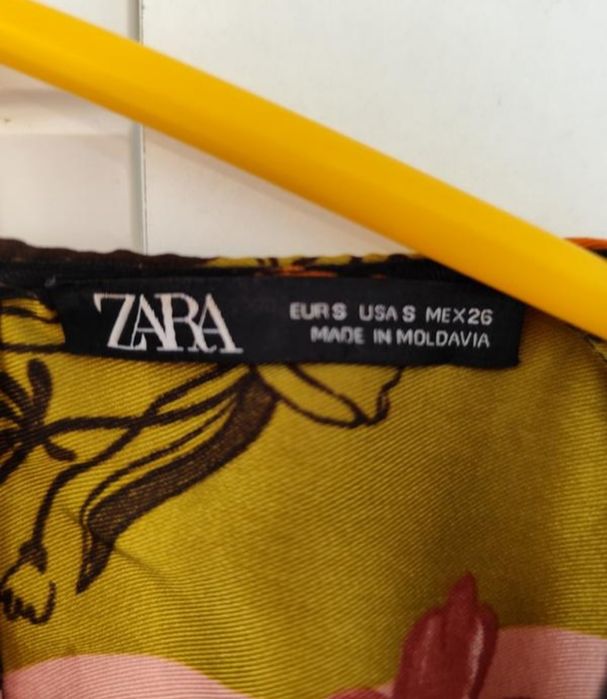 ZARA
EUR S USA S MEX 26
MADE IN MOLDAVIA